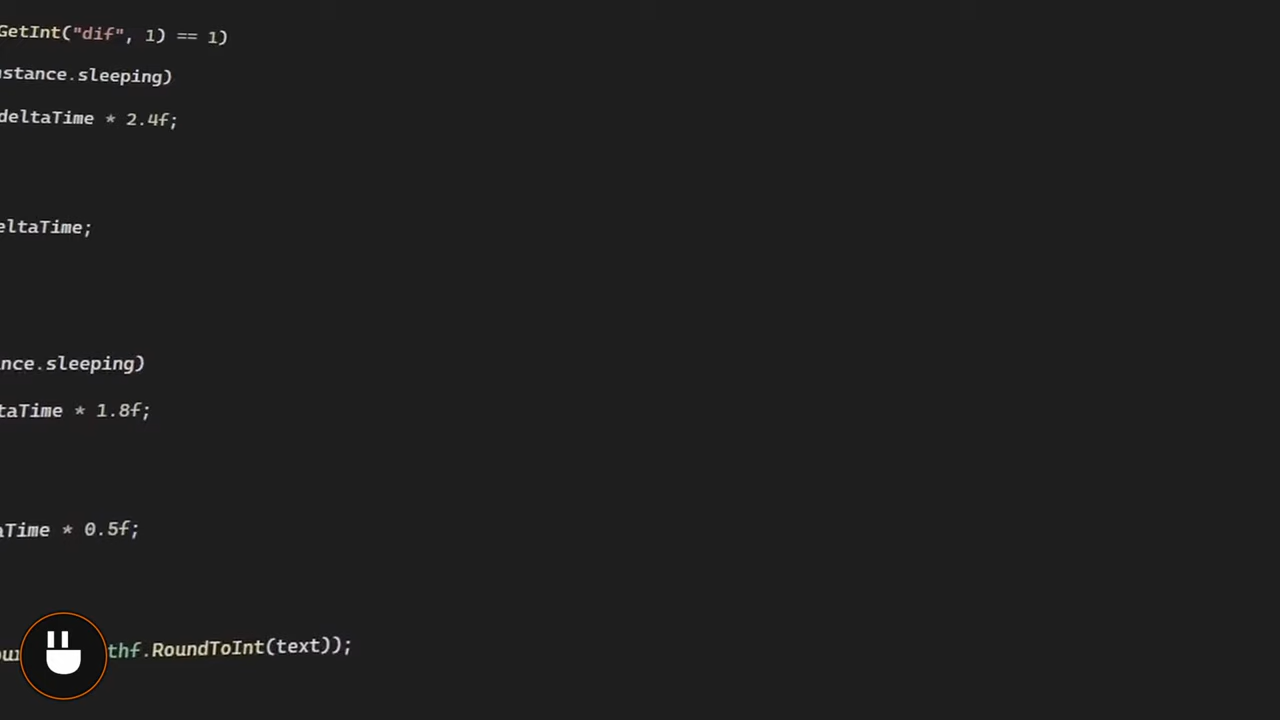 GetInt("dif", 1) == 1)
nstance.sleeping)
deltaTime * 2.4f;
eltaTime;
nce.sleeping)
taTime * 1.8f;
aTime * 0.5f;
thf.RoundToInt(text));